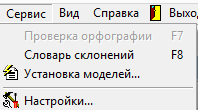 Сервис Вид Справка Выхо
Проверка орфографии F7
Словарь склонений F8
Установка моделей...
Настройки...